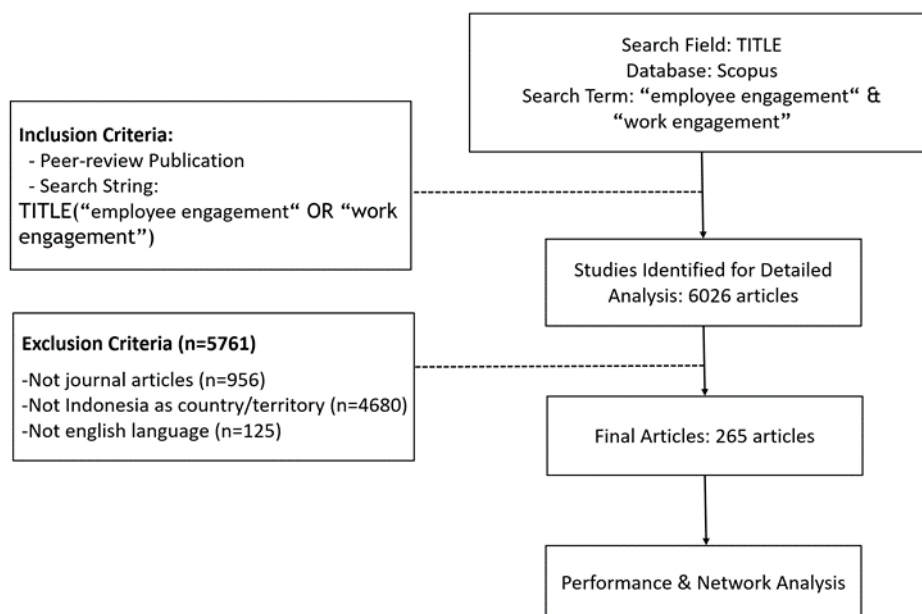 Search Field: TITLE
Database: Scopus
Search Term: “employee engagement“ &
“work engagement”
Inclusion Criteria:
- Peer-review Publication
- Search String:
TITLE(“employee engagement“ OR “work
engagement”)
Studies Identified for Detailed
Analysis: 6026 articles
Exclusion Criteria (n=5761)
-Not journal articles (n=956)
-Not Indonesia as country/territory (n=4680)
-Not english language (n=125)
Final Articles: 265 articles
Performance & Network Analysis